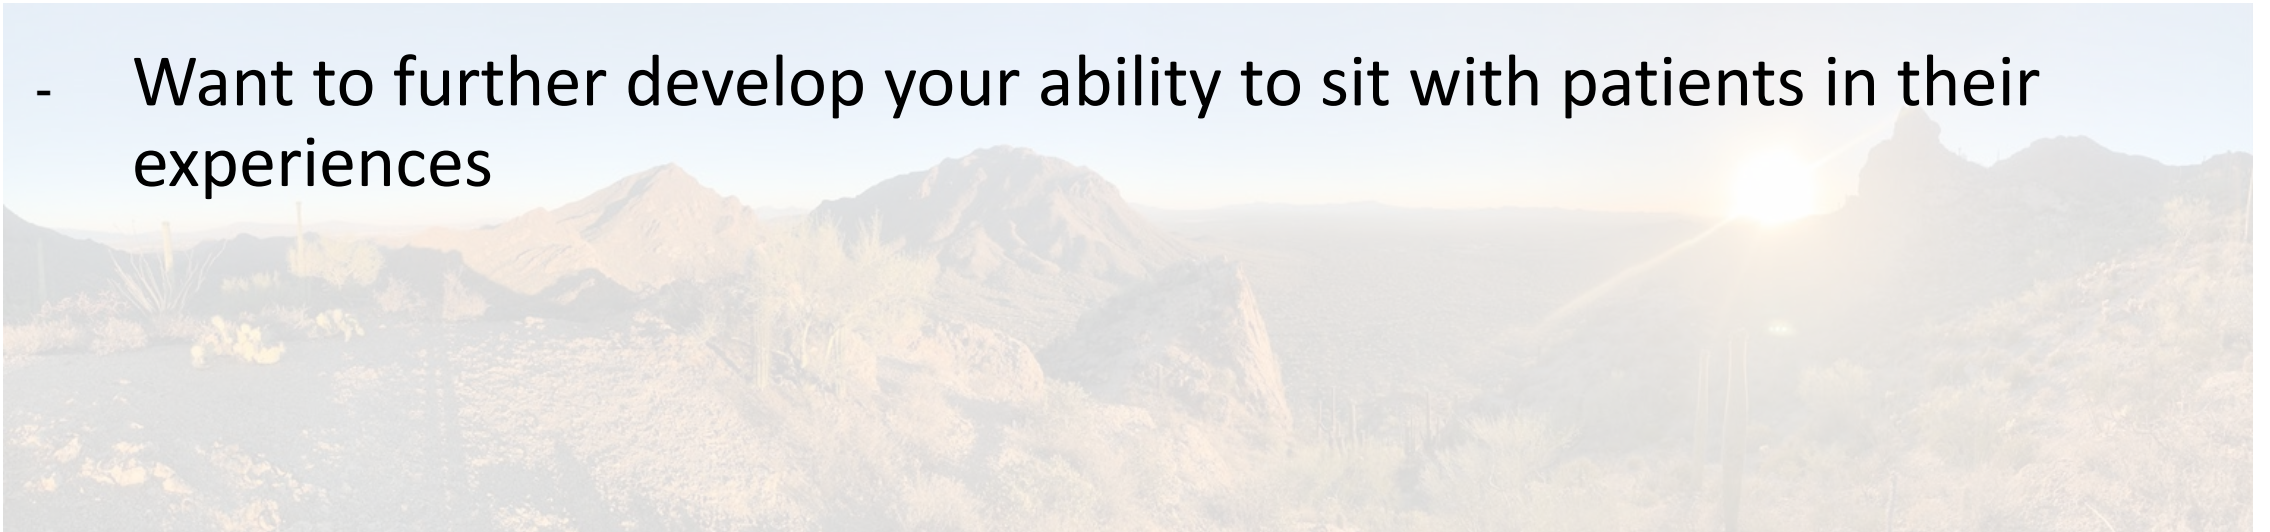 - Want to further develop your ability to sit with patients in their
experiences